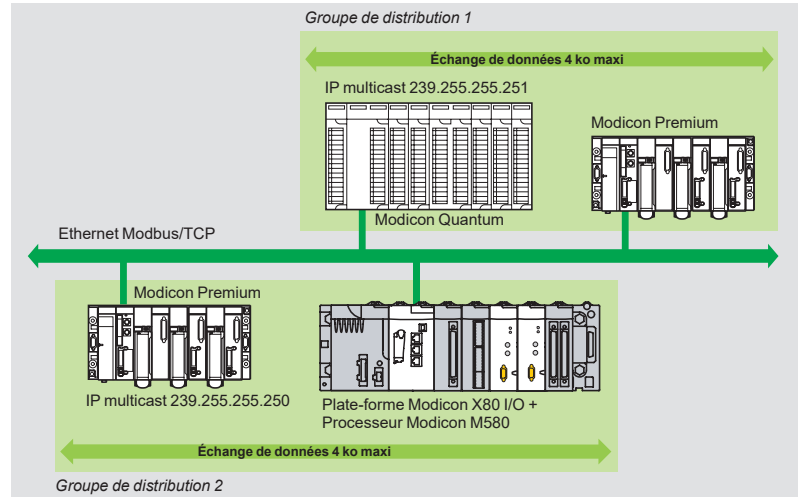 Groupe de distribution 1
Échange de données 4 ko maxi
IP multicast 239.255.255.251
Modicon Premium
Modicon Quantum
Ethernet Modbus/TCP
Modicon Premium
IP multicast 239.255.255.250
Plate-forme Modicon X80 I/O +
Processeur Modicon M580
Échange de données 4 ko maxi
Groupe de distribution 2